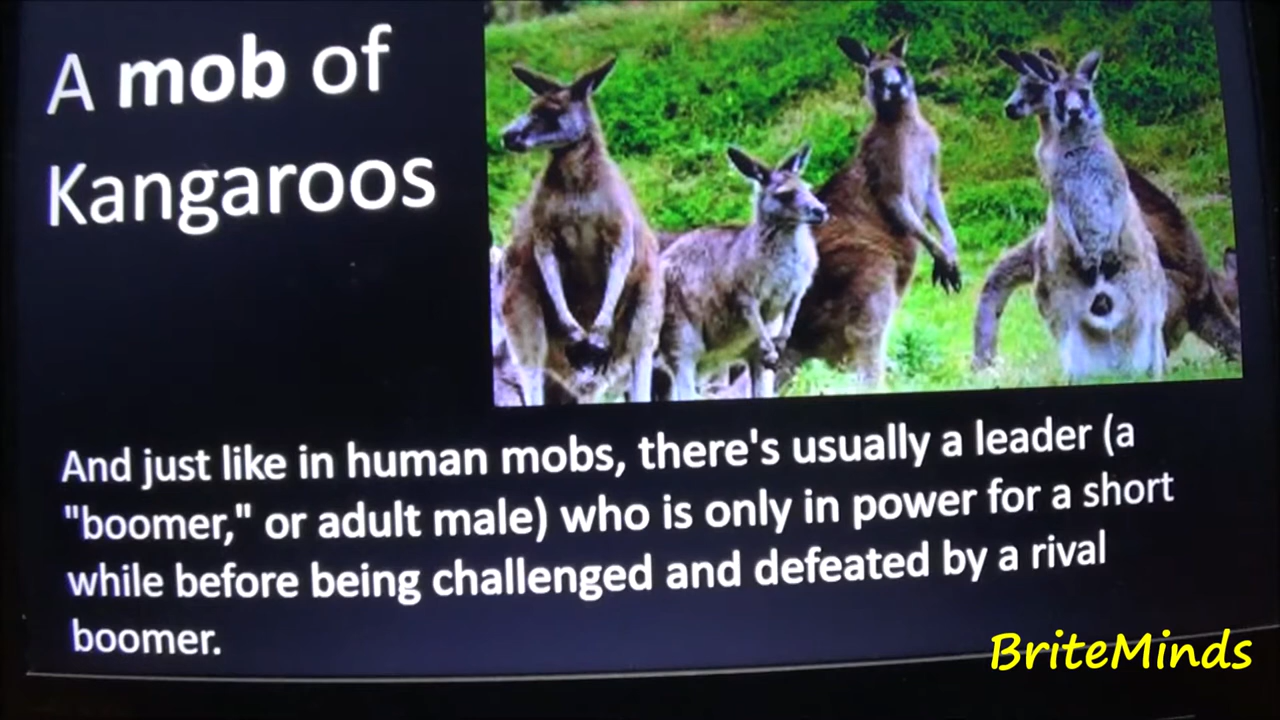 A mob of
Kangaroos
And just like in human mobs, there's usually a leader (a
"boomer," or adult male) who is only in power for a short
while before being challenged and defeated by a rival
boomer.
BriteMinds